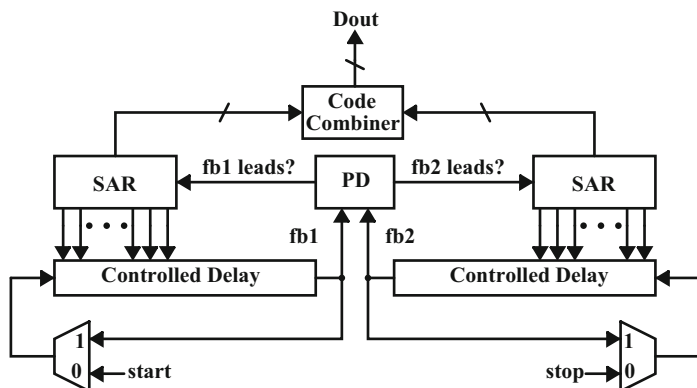 Dout
Code
Combiner
fb1 leads?
fb2 leads?
SAR
PD
SAR
fb1
fb2
Controlled Delay
Controlled Delay
1
1
0
start
stop
0